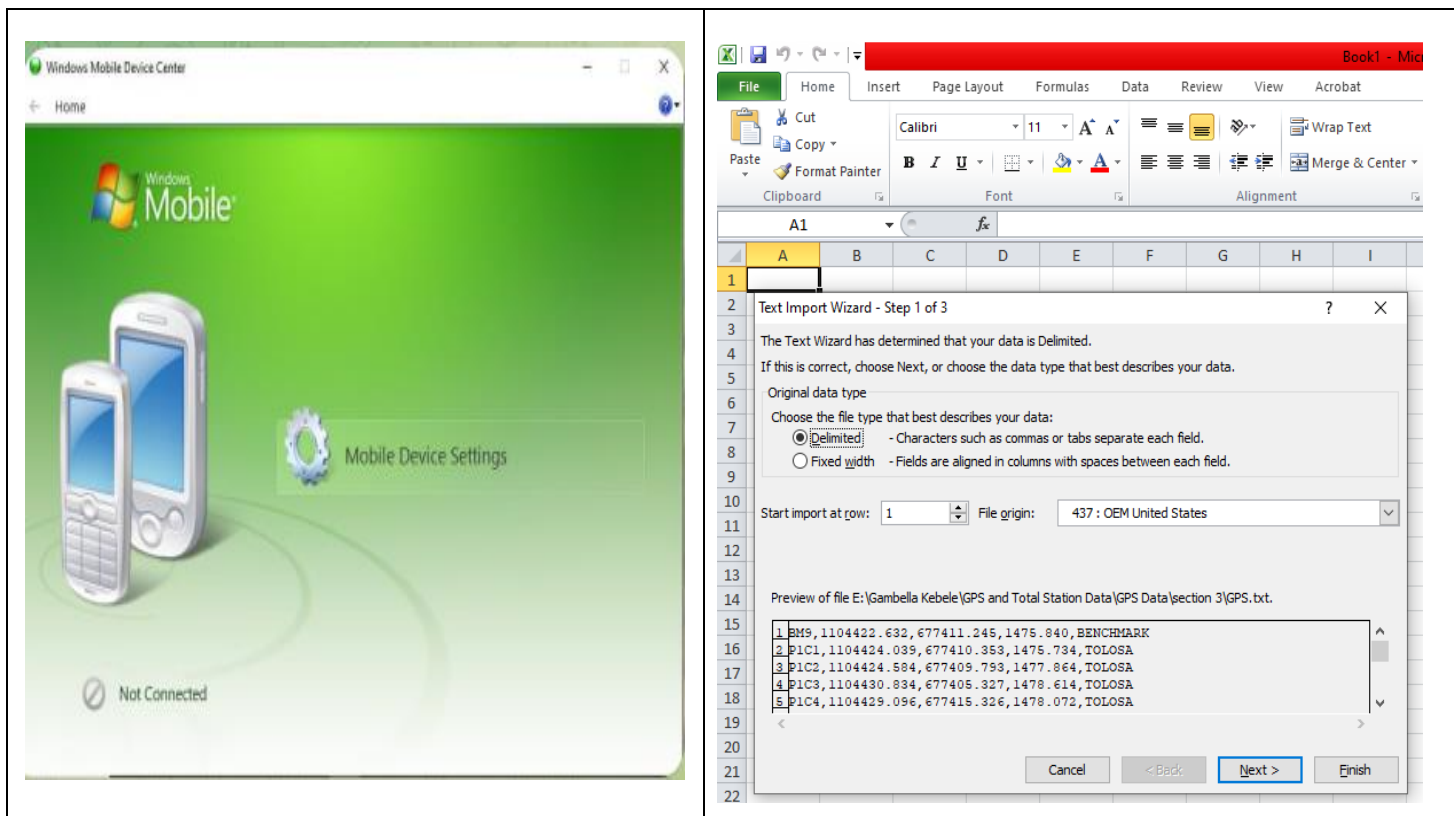 Windows Mobile Device Center
Home
Windows
Mobile
Mobile Device Settings
Not Connected
Book1 - Mic
File Home Insert Page Layout Formulas Data Review View Acrobat
Cut
Copy
Format Painter
Paste
Calibri 11 A A
Wrap Text
B I U A
Merge & Center
Clipboard Font Alignment
A1 fx
A B C D E F G H I
1
2
3
4
5
6
7
8
9
10
11
12
13
14
15
16
17
18
19
20
21
22
Text Import Wizard - Step 1 of 3 ? X
The Text Wizard has determined that your data is Delimited.
If this is correct, choose Next, or choose the data type that best describes your data.
Original data type
Choose the file type that best describes your data:
Delimited - Characters such as commas or tabs separate each field.
Fixed width - Fields are aligned in columns with spaces between each field.
Start import at row: 1 File origin: 437 : OEM United States
Preview of file E:\Gambella Kebele\GPS and Total Station Data\GPS Data\section 3\GPS.txt.
1 BM9,1104422.632,677411.245,1475.840,BENCHMARK
2 P1C1,1104424.039,677410.353,1475.734,TOLOSA
3 P1C2,1104424.584,677409.793,1477.864,TOLOSA
4 P1C3,1104430.834,677405.327,1478.614,TOLOSA
5 P1C4,1104429.096,677415.326,1478.072,TOLOSA
Cancel < Back Next > Finish